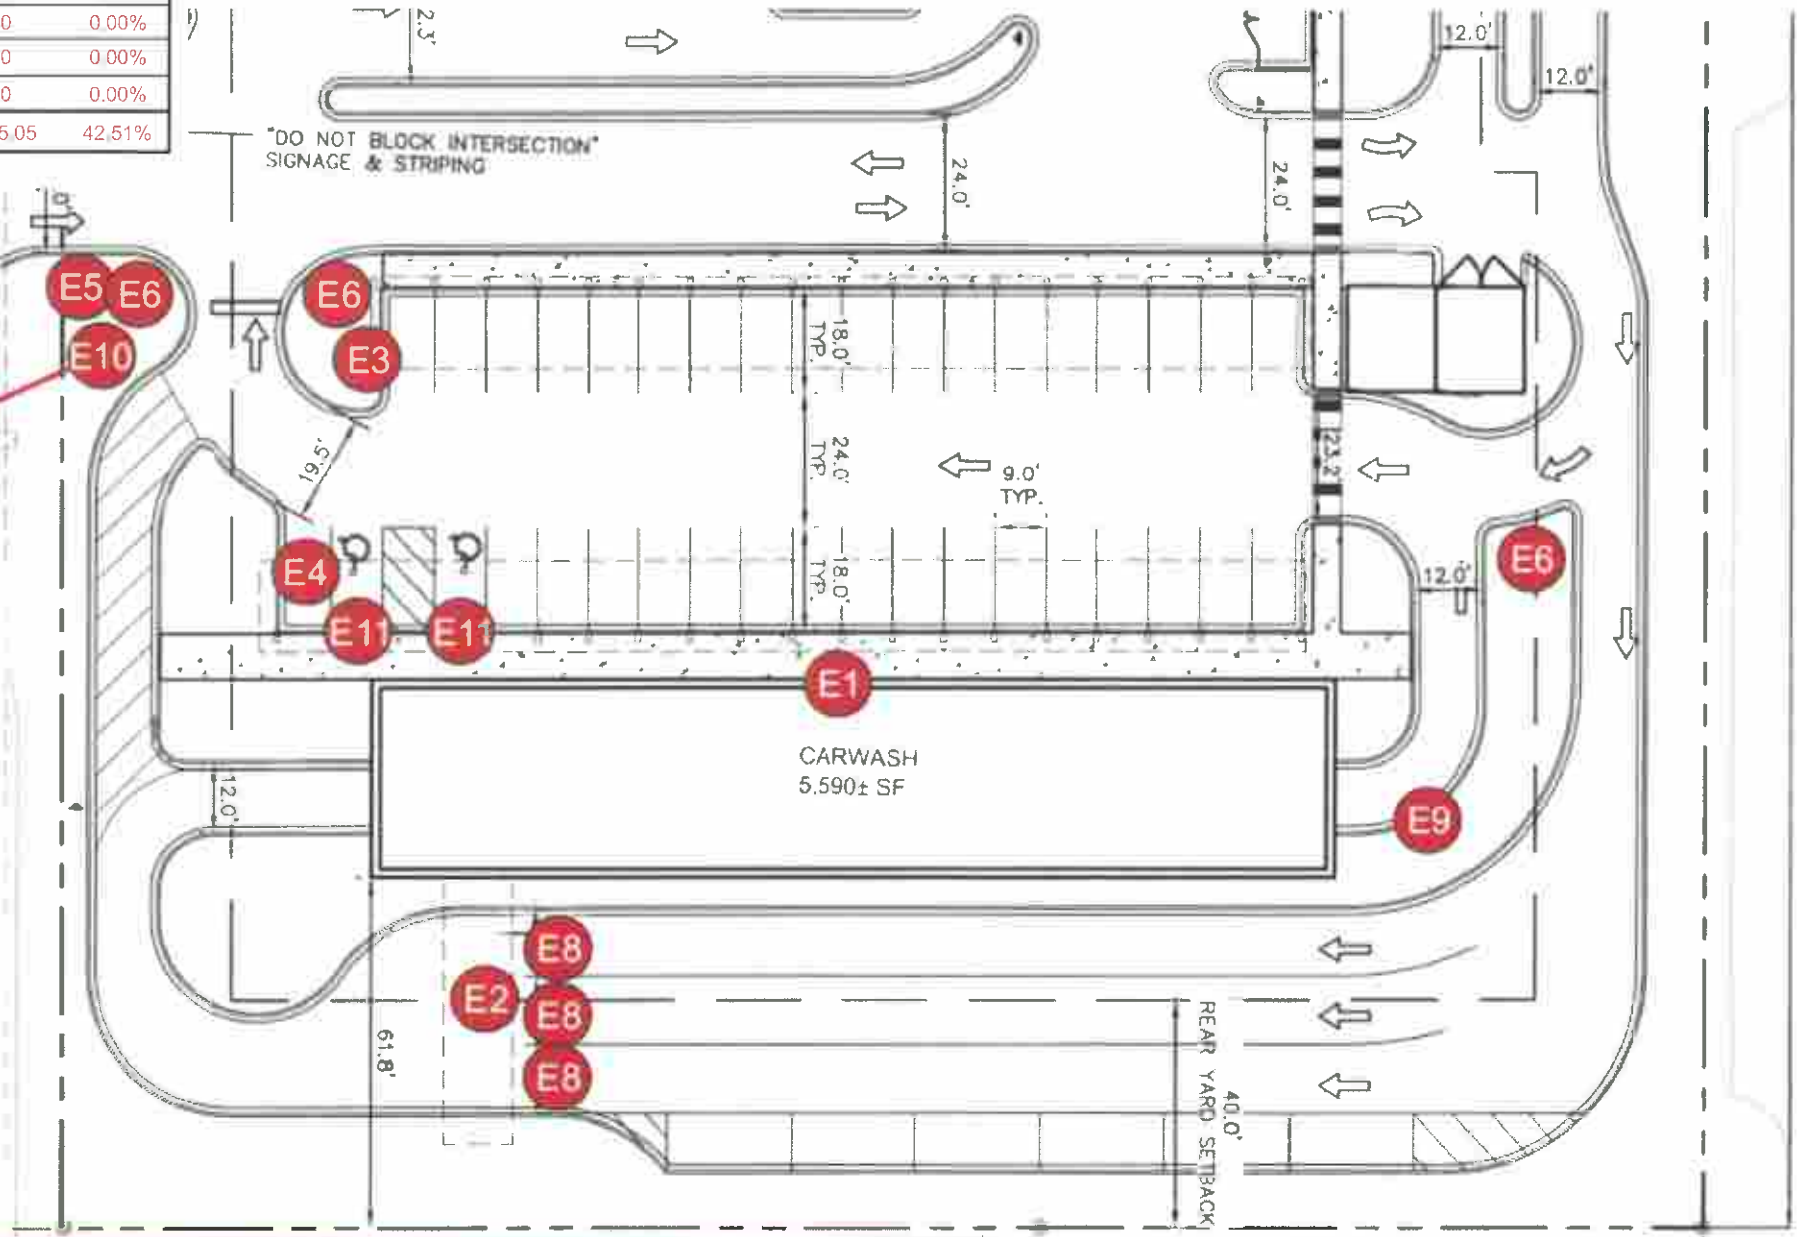 0 0.00%
0 0.00%
0 0.00%
5.05 42.51%
2.3'
12.0'
12.0'
"DO NOT BLOCK INTERSECTION"
SIGNAGE & STRIPING
24.0'
24.0'
0'
E5
E6
E10
E6
E3
18.0'
TYP.
24.0'
TYP.
9.0'
TYP.
23.2'
19.5'
E4
18.0'
TYP.
12.0'
E6
E11
E11
E1
CARWASH
5,590± SF
12.0'
E9
E8
E2
E8
E8
61.8'
40.0'
REAR YARD SETBACK